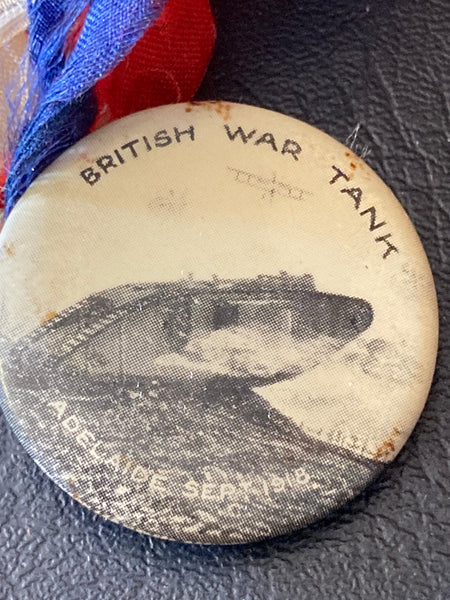 BRITISH WAR TANK
ADELAIDE SEPT. 1918.